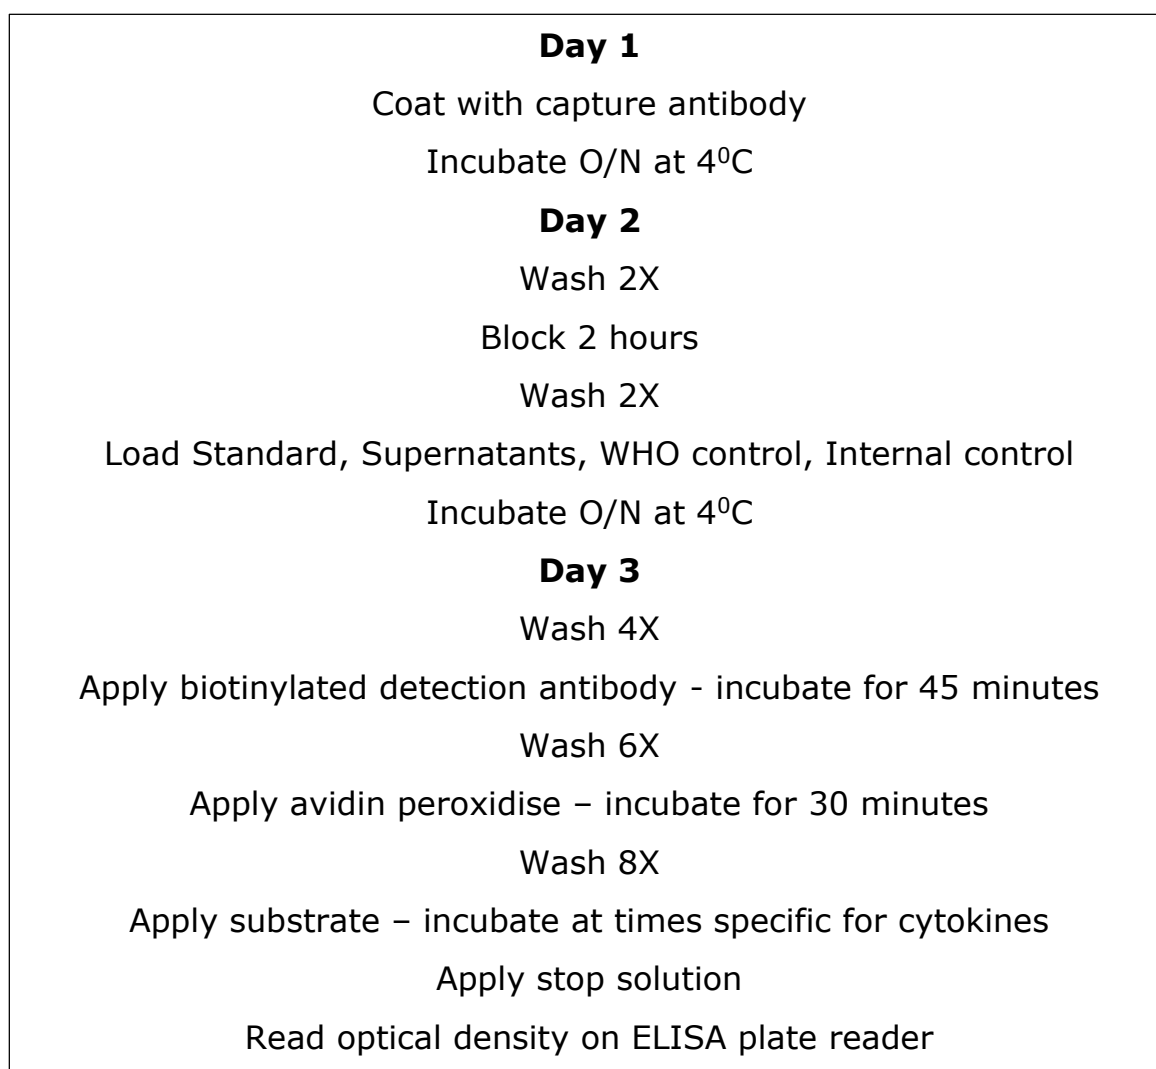 Day 1
Coat with capture antibody
Incubate O/N at 4⁰C
Day 2
Wash 2X
Block 2 hours
Wash 2X
Load Standard, Supernatants, WHO control, Internal control
Incubate O/N at 4⁰C
Day 3
Wash 4X
Apply biotinylated detection antibody - incubate for 45 minutes
Wash 6X
Apply avidin peroxidise – incubate for 30 minutes
Wash 8X
Apply substrate – incubate at times specific for cytokines
Apply stop solution
Read optical density on ELISA plate reader